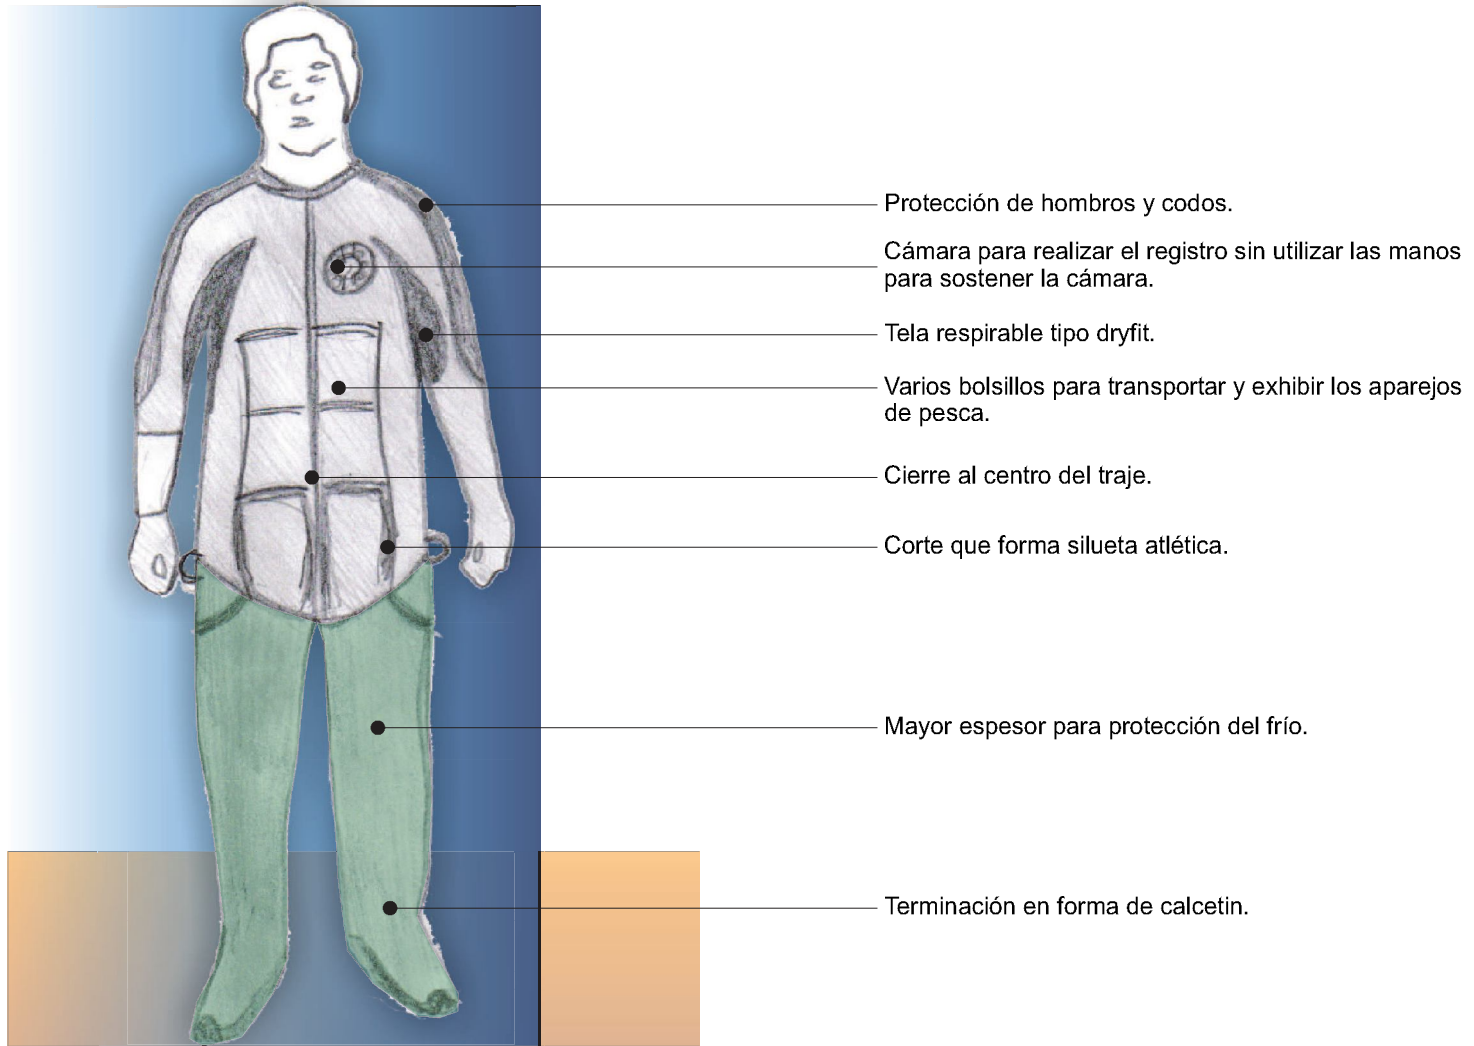 Protección de hombros y codos.
Cámara para realizar el registro sin utilizar las manos
para sostener la cámara.
Tela respirable tipo dryfit.
Varios bolsillos para transportar y exhibir los aparejos
de pesca.
Cierre al centro del traje.
Corte que forma silueta atlética.
Mayor espesor para protección del frío.
Terminación en forma de calcetin.